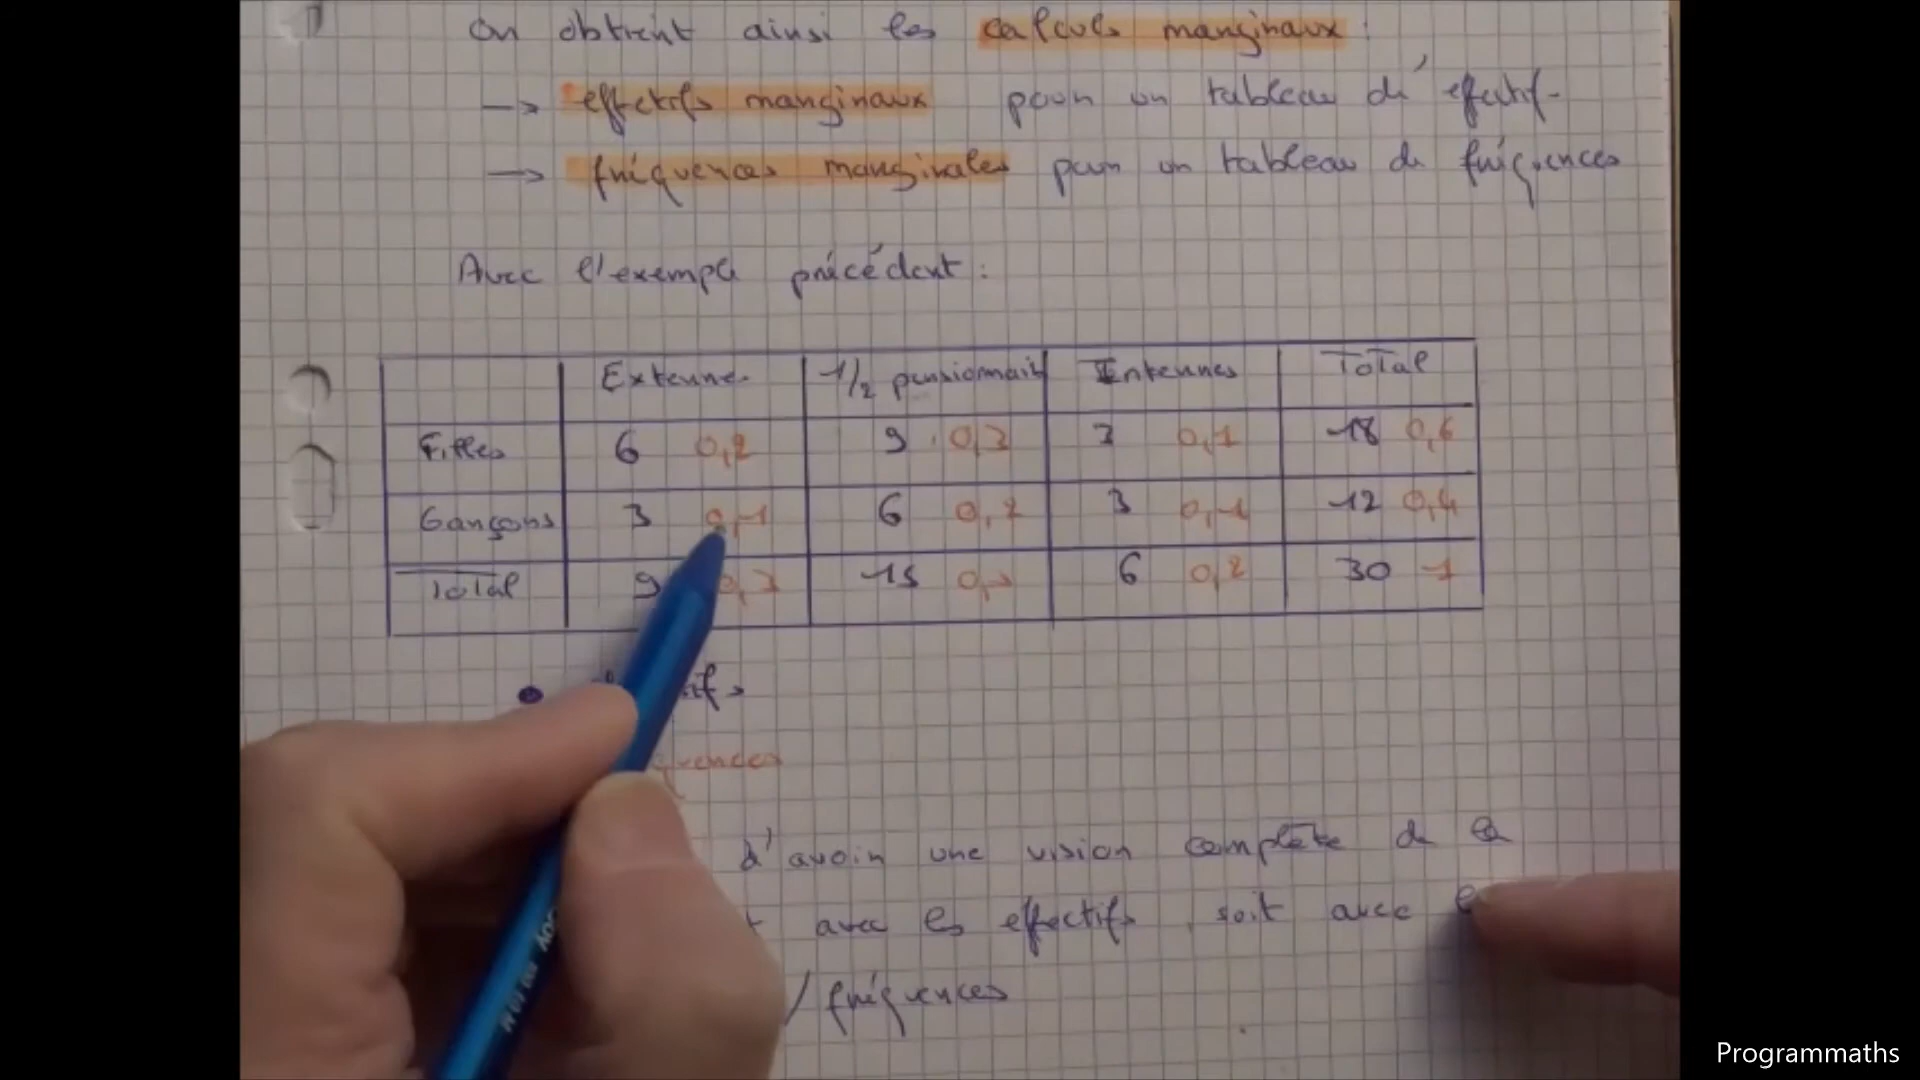 On obtient ainsi les calculs marginaux :
→ effectifs marginaux pour un tableau d'effectif.
→ fréquences marginales pour un tableau de fréquences
Avec l'exemple précédent :
Externe 1/2 pensionnait Internes Total
Filles 6 0,2 9 0,3 3 0,1 18 0,6
Garçons 3 0,1 6 0,2 3 0,1 12 0,4
Total 9 0,3 15 6 0,2 30 1
d'avoir une vision complète de la
avec les effectifs, soit avec
/ fréquences
Programmaths